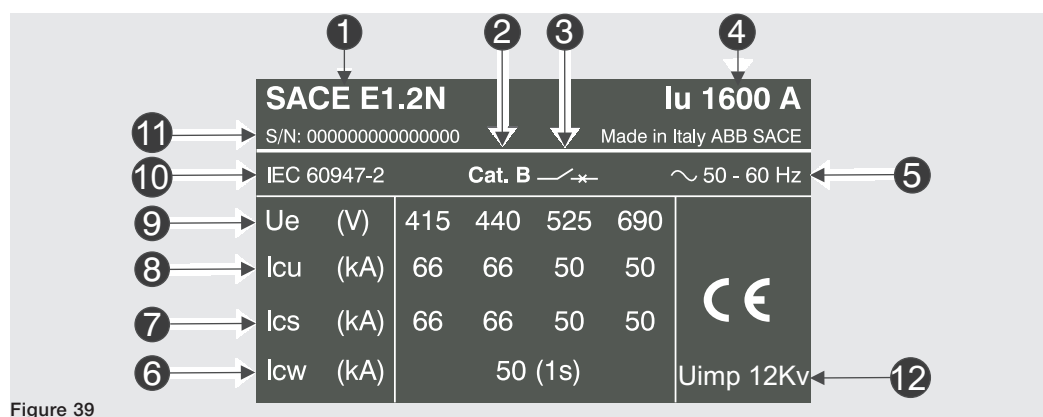 1 2 3 4
SACE E1.2N Iu 1600 A
11 S/N: 000000000000000 Made in Italy ABB SACE
10 IEC 60947-2 Cat. B ~ 50 - 60 Hz 5
9 Ue (V) 415 440 525 690
8 Icu (kA) 66 66 50 50
CE
7 Ics (kA) 66 66 50 50
6 Icw (kA) 50 (1s) Uimp 12Kv 12
Figure 39